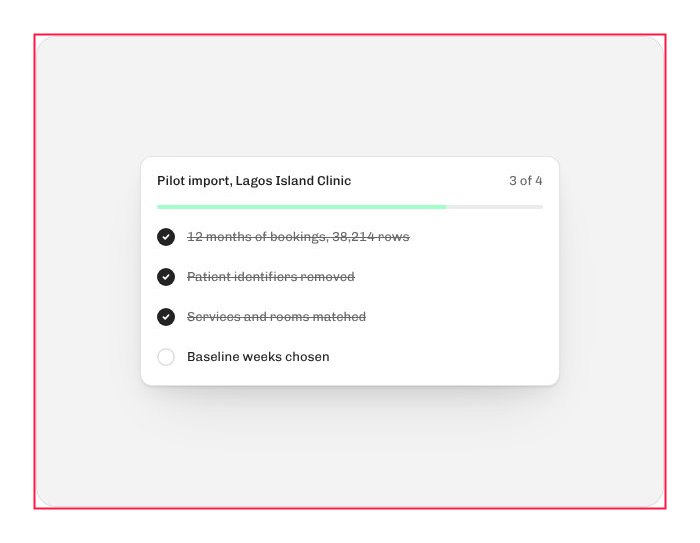 Pilot import, Lagos Island Clinic
3 of 4
12 months of bookings, 38,214 rows
Patient identifiers removed
Services and rooms matched
Baseline weeks chosen